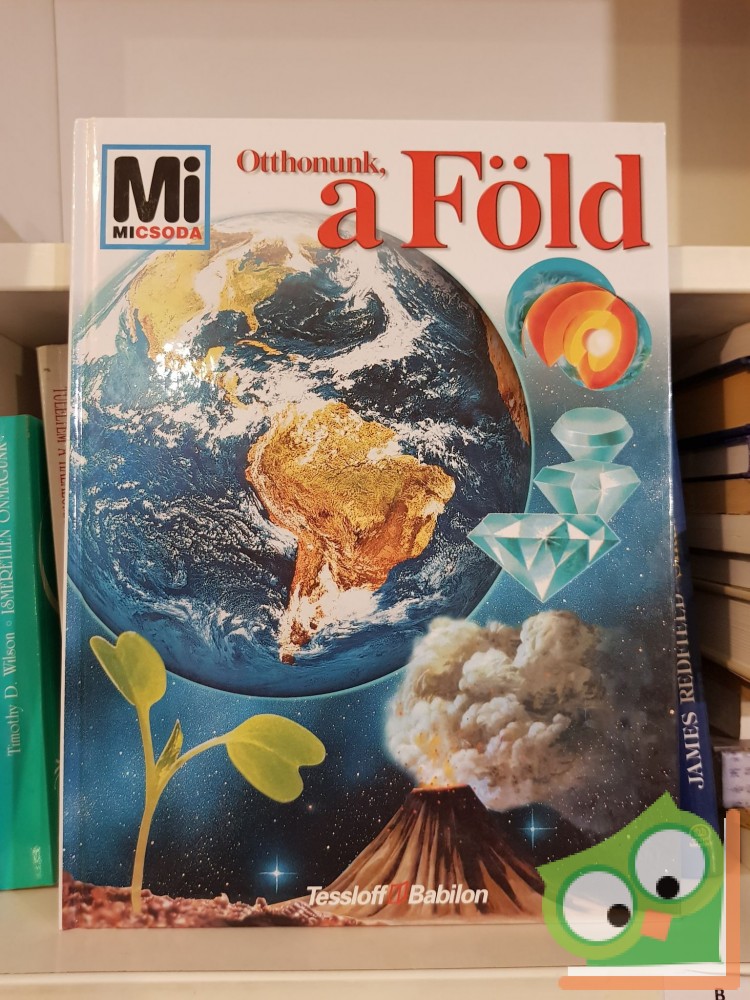 Mi
MICSODA
Otthonunk,
a Föld
Tessloff Babilon
Timothy D. Wilson • ISMERETLEN ÖNMAGUNK
JAMES REDFIELD
B